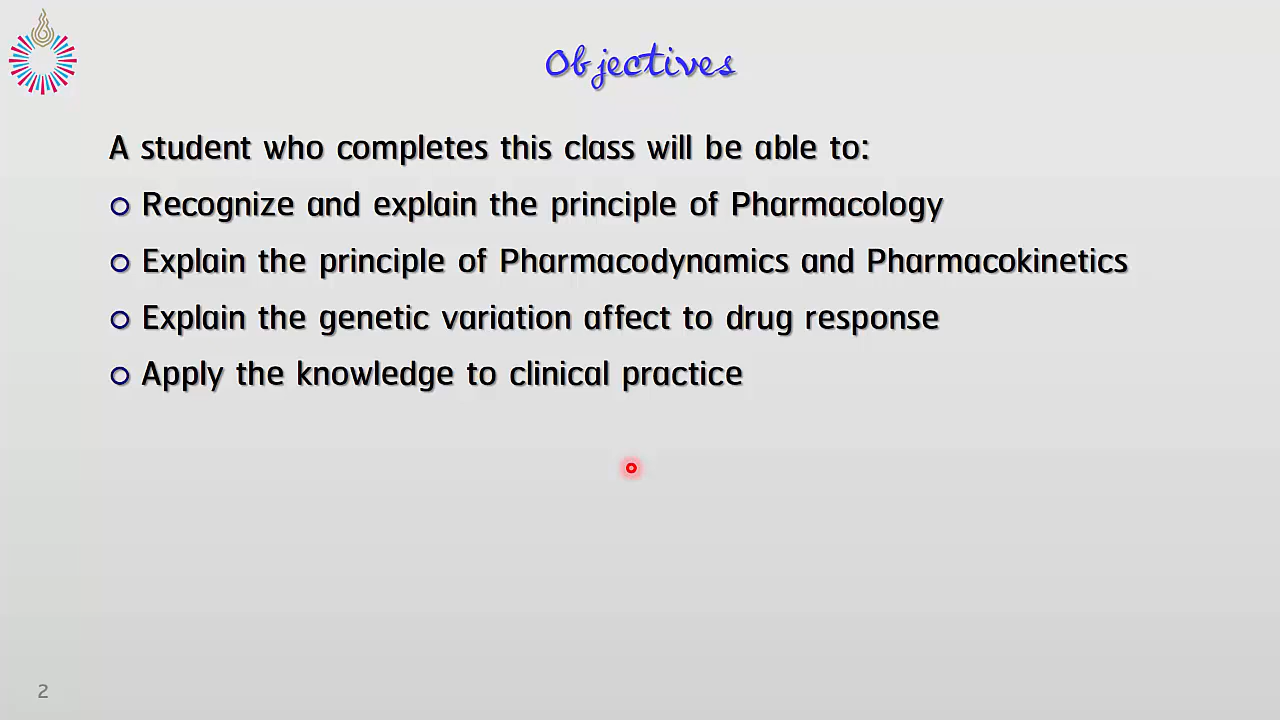 Objectives
A student who completes this class will be able to:
Recognize and explain the principle of Pharmacology
Explain the principle of Pharmacodynamics and Pharmacokinetics
Explain the genetic variation affect to drug response
Apply the knowledge to clinical practice
2